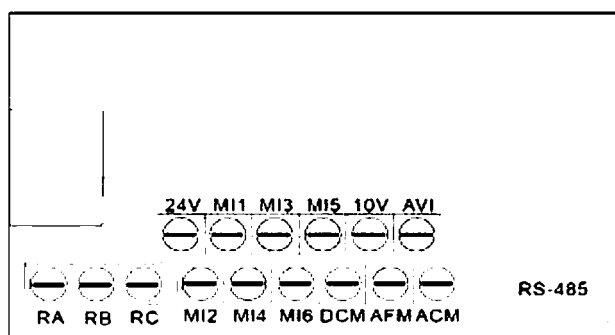 24V MI1 MI3 MI5 10V AVI
RS-485
RA RB RC MI2 MI4 MI6 DCM AFM ACM